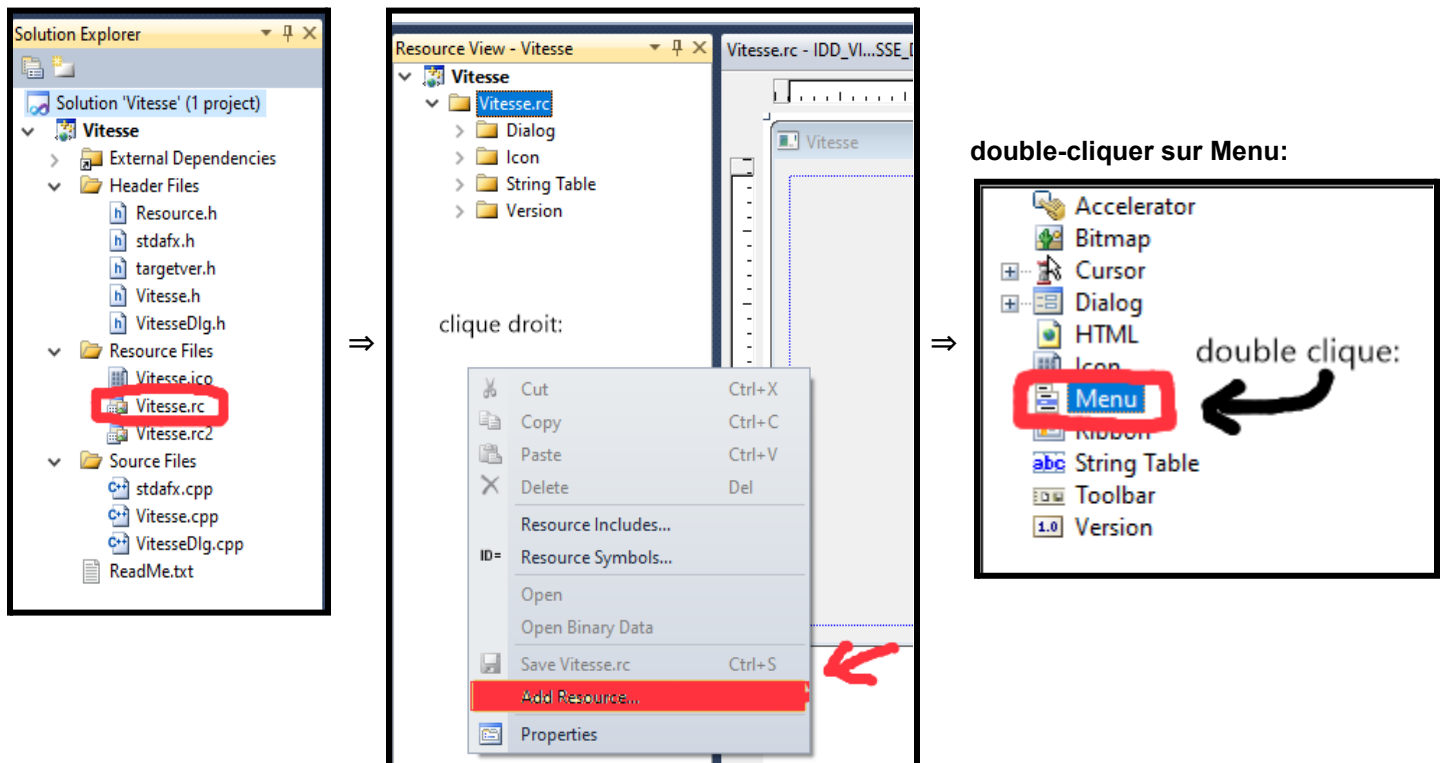 Solution Explorer
Solution 'Vitesse' (1 project)
Vitesse
External Dependencies
Header Files
Resource.h
stdafx.h
targetver.h
Vitesse.h
VitesseDlg.h
Resource Files
Vitesse.ico
Vitesse.rc
Vitesse.rc2
Source Files
stdafx.cpp
Vitesse.cpp
VitesseDlg.cpp
ReadMe.txt
⇒
Resource View - Vitesse
Vitesse
Vitesse.rc
Dialog
Icon
String Table
Version
Vitesse.rc - IDD_VI...SSE_D
Vitesse
clique droit:
Cut Ctrl+X
Copy Ctrl+C
Paste Ctrl+V
Delete Del
Resource Includes...
ID= Resource Symbols...
Open
Open Binary Data
Save Vitesse.rc Ctrl+S
Add Resource...
Properties
⇒
double-cliquer sur Menu:
Accelerator
Bitmap
Cursor
Dialog
HTML
Icon
Menu
Ribbon
abc String Table
Toolbar
1.0 Version
double clique: